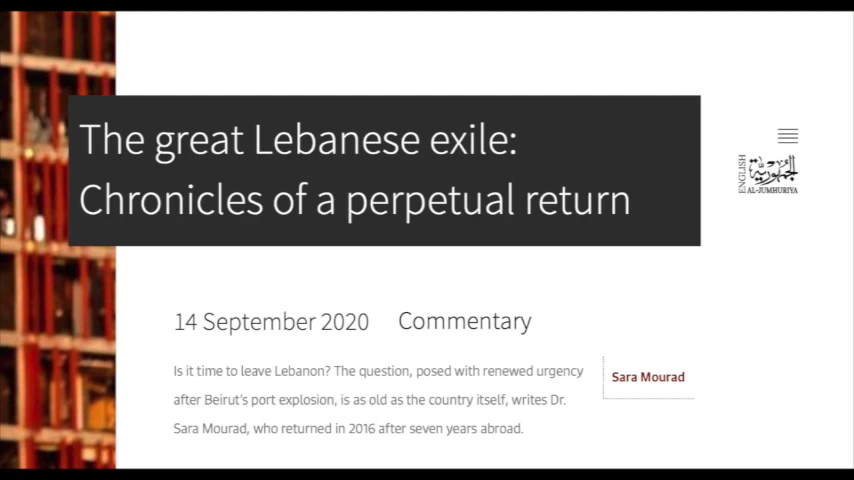 The great Lebanese exile:
Chronicles of a perpetual return
ENGLISH
الجمهورية
AL-JUMHURIYA
14 September 2020
Commentary
Is it time to leave Lebanon? The question, posed with renewed urgency
after Beirut's port explosion, is as old as the country itself, writes Dr.
Sara Mourad, who returned in 2016 after seven years abroad.
Sara Mourad